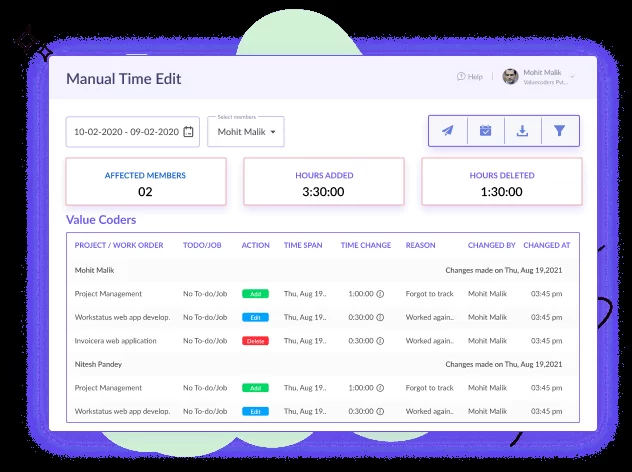 Manual Time Edit
Help
Mohit Malik
Valuecoders Pvt...
Select members
10-02-2020 - 09-02-2020
Mohit Malik
AFFECTED MEMBERS
02
HOURS ADDED
3:30:00
HOURS DELETED
1:30:00
Value Coders
PROJECT / WORK ORDER TODO/JOB ACTION TIME SPAN TIME CHANGE REASON CHANGED BY CHANGED AT
Mohit Malik Changes made on Thu, Aug 19,2021
Project Management No To-do/Job Add Thu, Aug 19.. 1:00:00 Forgot to track Mohit Malik 03:45 pm
Workstatus web app develop. No To-do/Job Edit Thu, Aug 19.. 0:30:00 Worked again.. Mohit Malik 03:45 pm
Invoicera web application No To-do/Job Delete Thu, Aug 19.. 0:30:00 Worked again.. Mohit Malik 03:45 pm
Nitesh Pandey Changes made on Thu, Aug 19,2021
Project Management No To-do/Job Add Thu, Aug 19.. 1:00:00 Forgot to track Mohit Malik 03:45 pm
Workstatus web app develop. No To-do/Job Edit Thu, Aug 19.. 0:30:00 Worked again.. Mohit Malik 03:45 pm